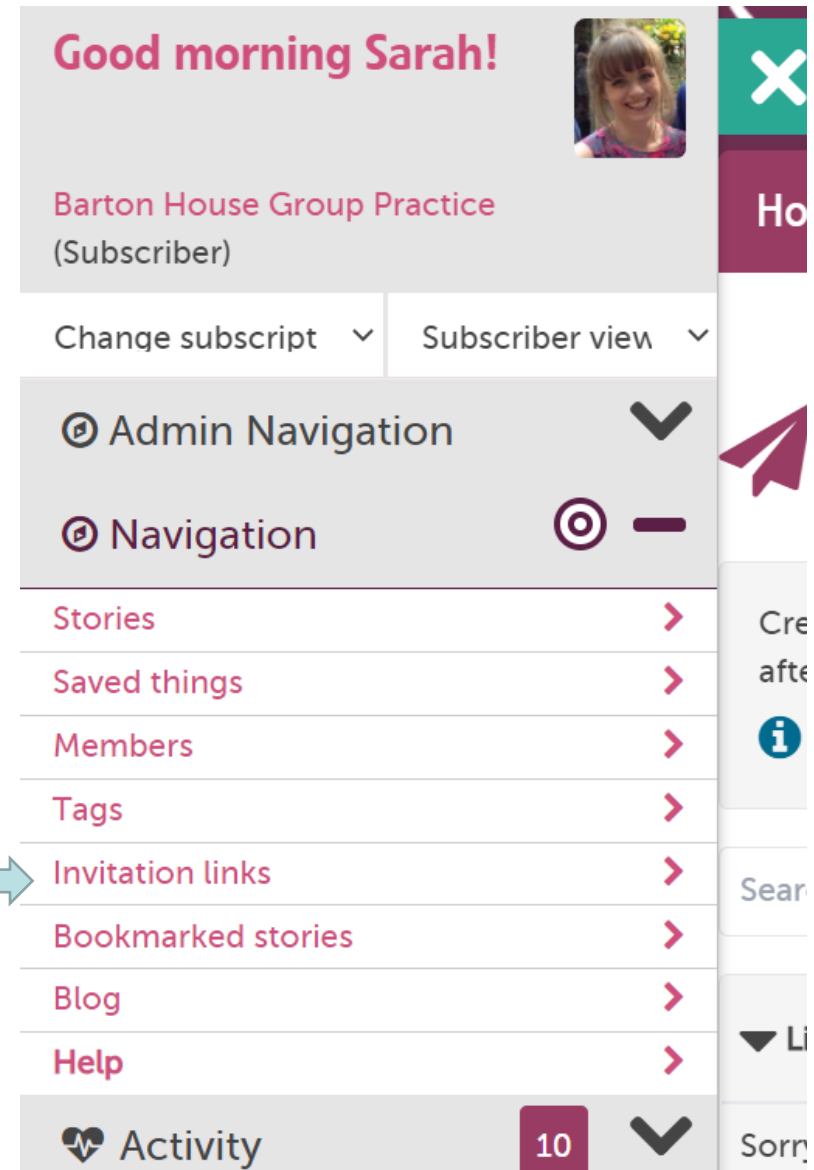 Good morning Sarah!
Barton House Group Practice
(Subscriber)
Change subscript
Subscriber view
Admin Navigation
Navigation
Stories
Saved things
Members
Tags
Invitation links
Bookmarked stories
Blog
Help
Activity
10
Ho
Cre
afte
Sear
Li
Sorry